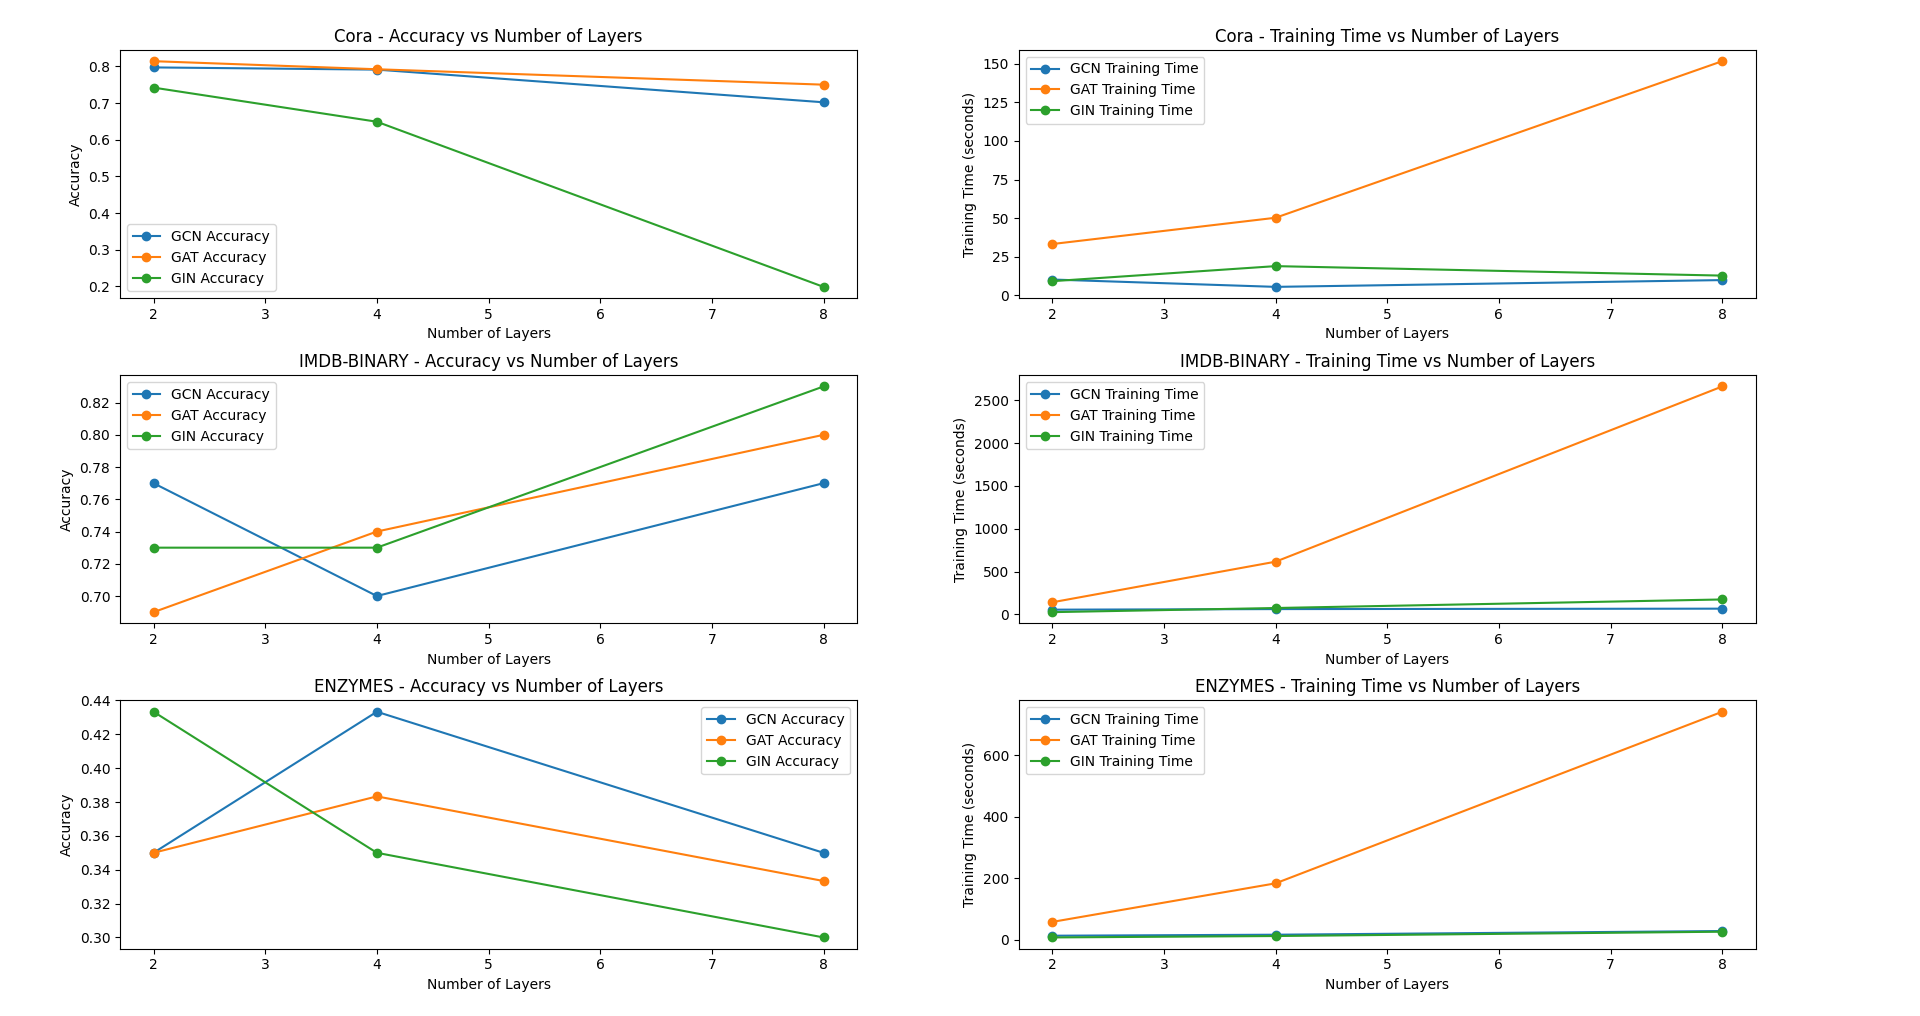 Cora - Accuracy vs Number of Layers
0.8
0.7
0.6
0.5
0.4
0.3
0.2
Accuracy
GCN Accuracy
GAT Accuracy
GIN Accuracy
2 3 4 5 6 7 8
Number of Layers
Cora - Training Time vs Number of Layers
150
125
100
75
50
25
0
Training Time (seconds)
GCN Training Time
GAT Training Time
GIN Training Time
2 3 4 5 6 7 8
Number of Layers
IMDB-BINARY - Accuracy vs Number of Layers
0.82
0.80
0.78
0.76
0.74
0.72
0.70
Accuracy
GCN Accuracy
GAT Accuracy
GIN Accuracy
2 3 4 5 6 7 8
Number of Layers
IMDB-BINARY - Training Time vs Number of Layers
2500
2000
1500
1000
500
0
Training Time (seconds)
GCN Training Time
GAT Training Time
GIN Training Time
2 3 4 5 6 7 8
Number of Layers
ENZYMES - Accuracy vs Number of Layers
0.44
0.42
0.40
0.38
0.36
0.34
0.32
0.30
Accuracy
GCN Accuracy
GAT Accuracy
GIN Accuracy
2 3 4 5 6 7 8
Number of Layers
ENZYMES - Training Time vs Number of Layers
600
400
200
0
Training Time (seconds)
GCN Training Time
GAT Training Time
GIN Training Time
2 3 4 5 6 7 8
Number of Layers